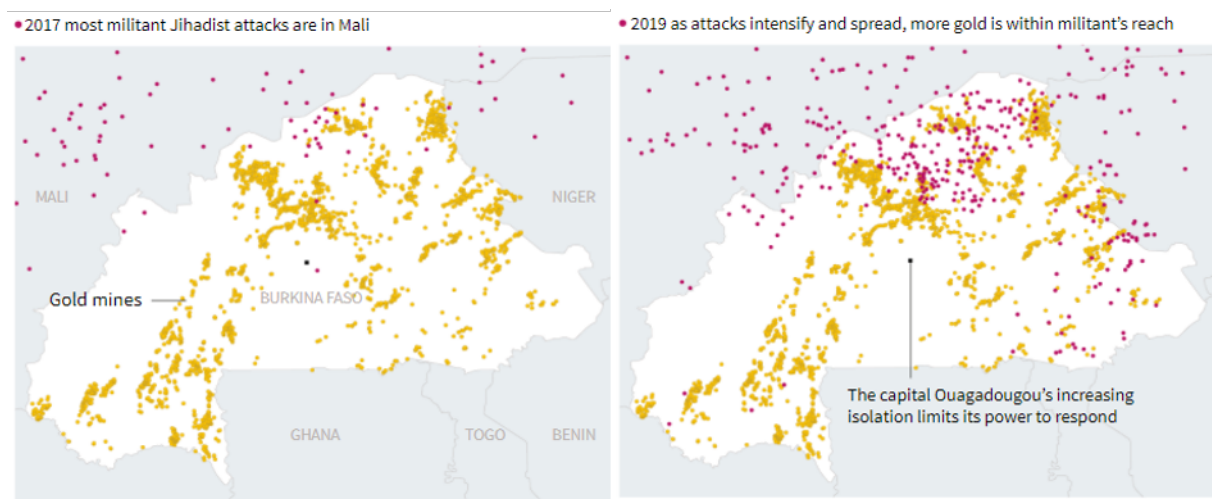 2017 most militant Jihadist attacks are in Mali
MALI
NIGER
Gold mines
BURKINA FASO
GHANA
TOGO
BENIN
2019 as attacks intensify and spread, more gold is within militant's reach
The capital Ouagadougou's increasing
isolation limits its power to respond